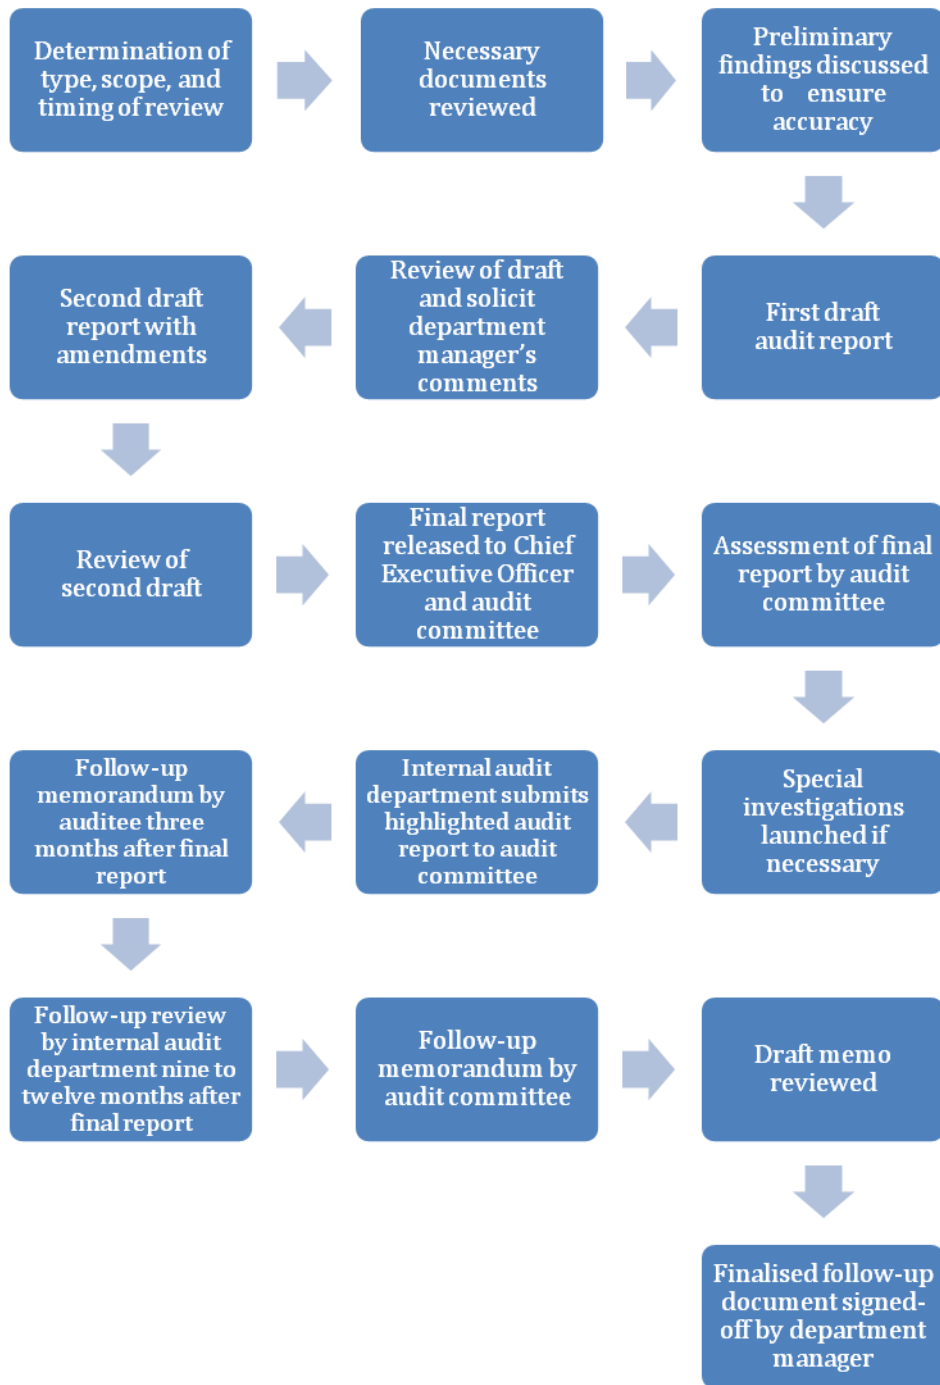 Determination of
type, scope, and
timing of review
Necessary
documents
reviewed
Preliminary
findings discussed
to ensure
accuracy
First draft
audit report
Review of draft
and solicit
department
manager's
comments
Second draft
report with
amendments
Review of
second draft
Final report
released to Chief
Executive Officer
and audit
committee
Assessment of final
report by audit
committee
Special
investigations
launched if
necessary
Internal audit
department submits
highlighted audit
report to audit
committee
Follow-up
memorandum by
auditee three
months after final
report
Follow-up review
by internal audit
department nine to
twelve months after
final report
Follow-up
memorandum by
audit committee
Draft memo
reviewed
Finalised follow-up
document signed-
off by department
manager